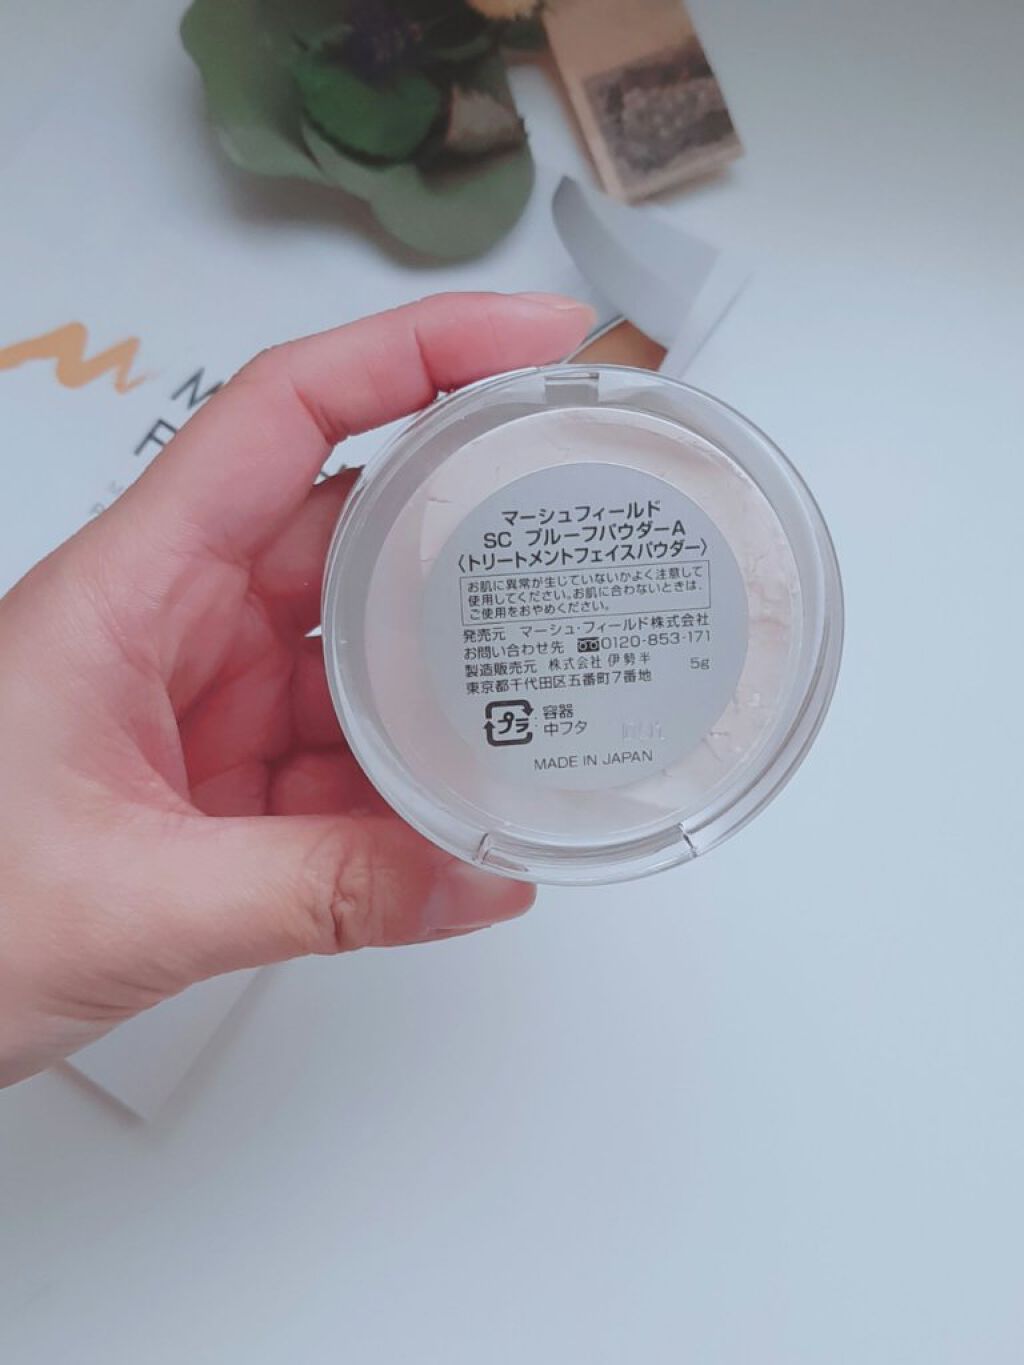 マーシュフィールド
SC プルーフパウダーA
〈トリートメントフェイスパウダー〉
お肌に異常が生じていないかよく注意して
使用してください。お肌に合わないときは、
ご使用をおやめください。
発売元 マーシュ・フィールド株式会社
お問い合わせ先 0120-853-171
製造販売元 株式会社 伊勢半 5g
東京都千代田区五番町7番地
プラ 容器
中フタ
MADE IN JAPAN